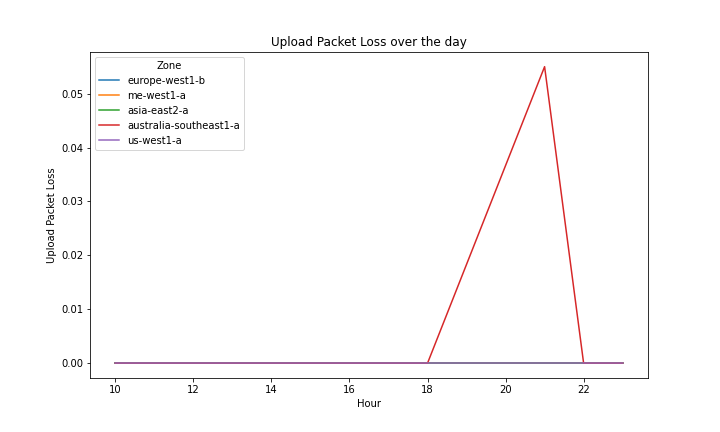 Upload Packet Loss over the day
Zone
europe-west1-b
me-west1-a
asia-east2-a
australia-southeast1-a
us-west1-a
Upload Packet Loss
0.05
0.04
0.03
0.02
0.01
0.00
10 12 14 16 18 20 22
Hour